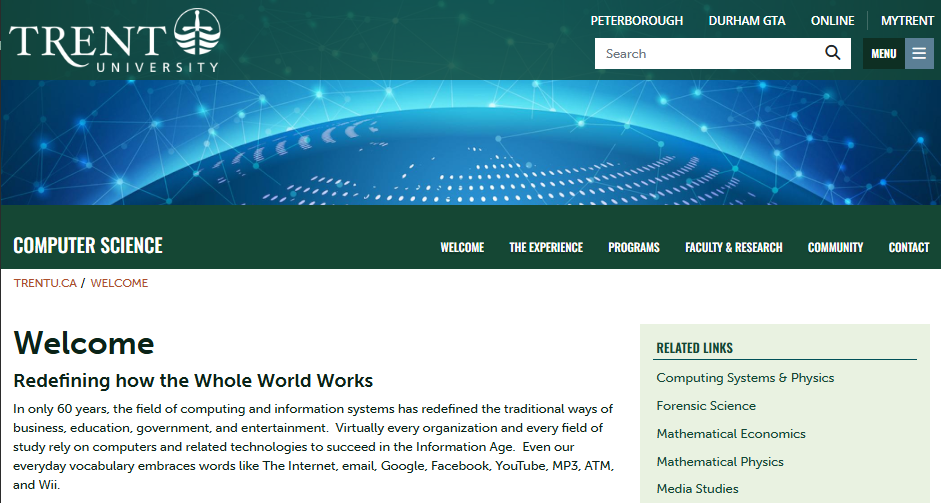 TRENT
UNIVERSITY
PETERBOROUGH DURHAM GTA ONLINE MYTRENT
Search
MENU
COMPUTER SCIENCE
WELCOME THE EXPERIENCE PROGRAMS FACULTY & RESEARCH COMMUNITY CONTACT
TRENTU.CA / WELCOME
Welcome
Redefining how the Whole World Works
In only 60 years, the field of computing and information systems has redefined the traditional ways of
business, education, government, and entertainment. Virtually every organization and every field of
study rely on computers and related technologies to succeed in the Information Age. Even our
everyday vocabulary embraces words like The Internet, email, Google, Facebook, YouTube, MP3, ATM,
and Wii.
RELATED LINKS
Computing Systems & Physics
Forensic Science
Mathematical Economics
Mathematical Physics
Media Studies